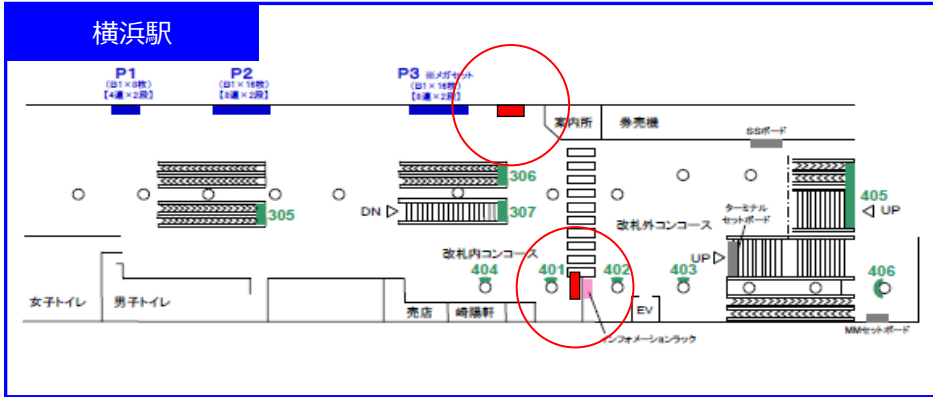 横浜駅
P1
(B1×8枚)
【4連×2段】
P2
(B1×16枚)
【8連×2段】
P3 ※メガセット
(B1×16枚)
【8連×2段】
案内所
券売機
SSボード
306
305
DN ▷
307
405
◁ UP
ターミナル
セットボード
改札外コンコース
改札内コンコース
UP ▷
404
401
402
403
406
女子トイレ
男子トイレ
売店
崎陽軒
EV
インフォメーションラック
MMセットボード